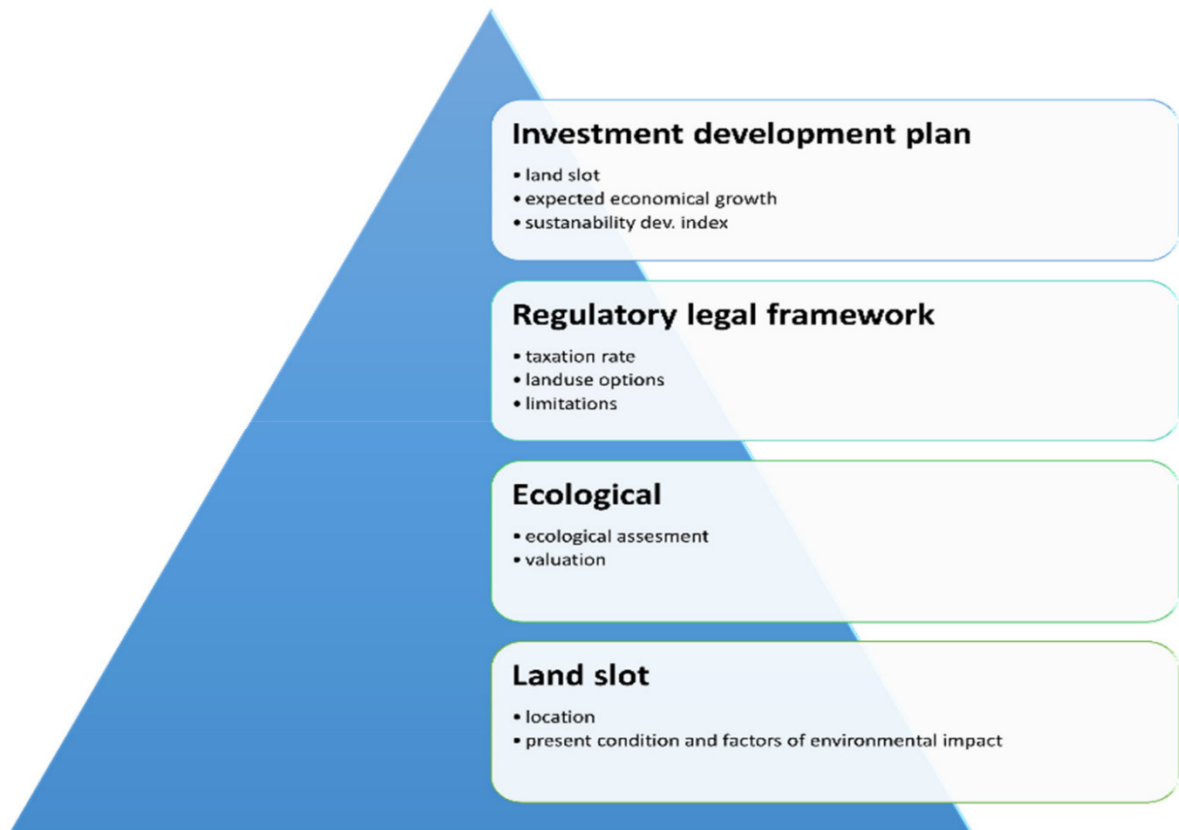 Investment development plan
• land slot
• expected economical growth
• sustanability dev. index
Regulatory legal framework
• taxation rate
• landuse options
• limitations
Ecological
• ecological assesment
• valuation
Land slot
• location
• present condition and factors of environmental impact